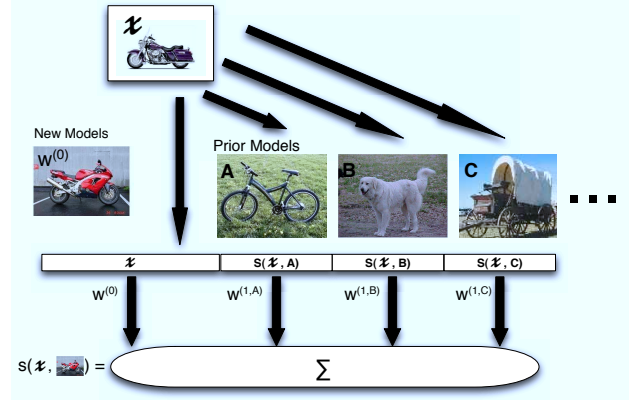 x
New Models
W(0)
Prior Models
A
B
C
x
S(x, A)
S(x, B)
S(x, C)
W(0)
W(1,A)
W(1,B)
W(1,C)
s(x, ) =
Σ